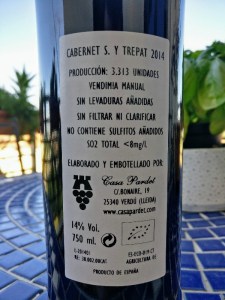 CABERNET S. Y TREPAT 2014
PRODUCCIÓN: 3.313 UNIDADES
VENDIMIA MANUAL
SIN LEVADURAS AÑADIDAS
SIN FILTRAR NI CLARIFICAR
NO CONTIENE SULFITOS AÑADIDOS
SO2 TOTAL <8mg/l
ELABORADO Y EMBOTELLADO POR:
Casa Pardet
C/.BONAIRE, 19
25340 VERDÚ (LLEIDA)
www.casapardet.com
14% Vol.
750 ml.
PRODUCTO DE ESPAÑA